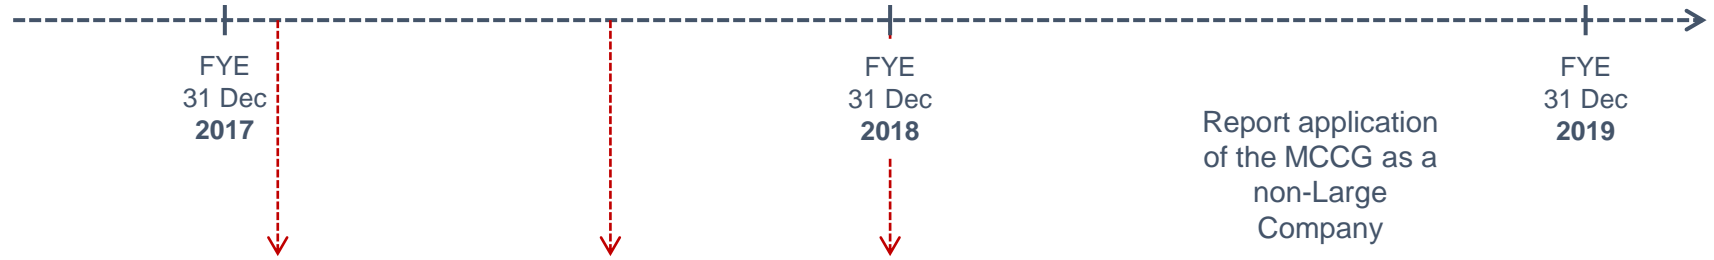 FYE
31 Dec
2017
FYE
31 Dec
2018
Report application
of the MCCG as a
non-Large
Company
FYE
31 Dec
2019